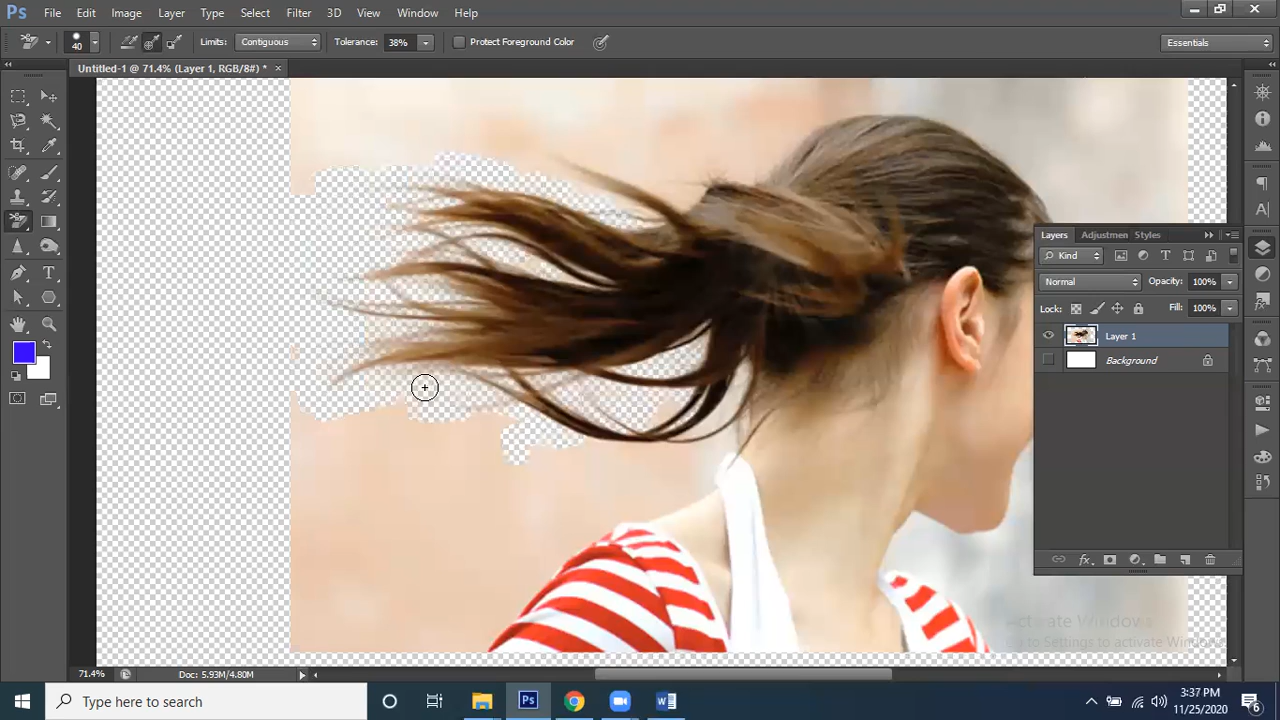 Ps File Edit Image Layer Type Select Filter 3D View Window Help
40 Limits: Contiguous Tolerance: 38% Protect Foreground Color Essentials
Untitled-1 @ 71.4% (Layer 1, RGB/8#) * ×
Layers Adjustmen Styles
Kind
Normal Opacity: 100%
Lock: Fill: 100%
Layer 1
Background
Activate Windows
Go to Settings to activate Windows.
71.4% Doc: 5.93M/4.80M
Type here to search
3:37 PM
11/25/2020
6